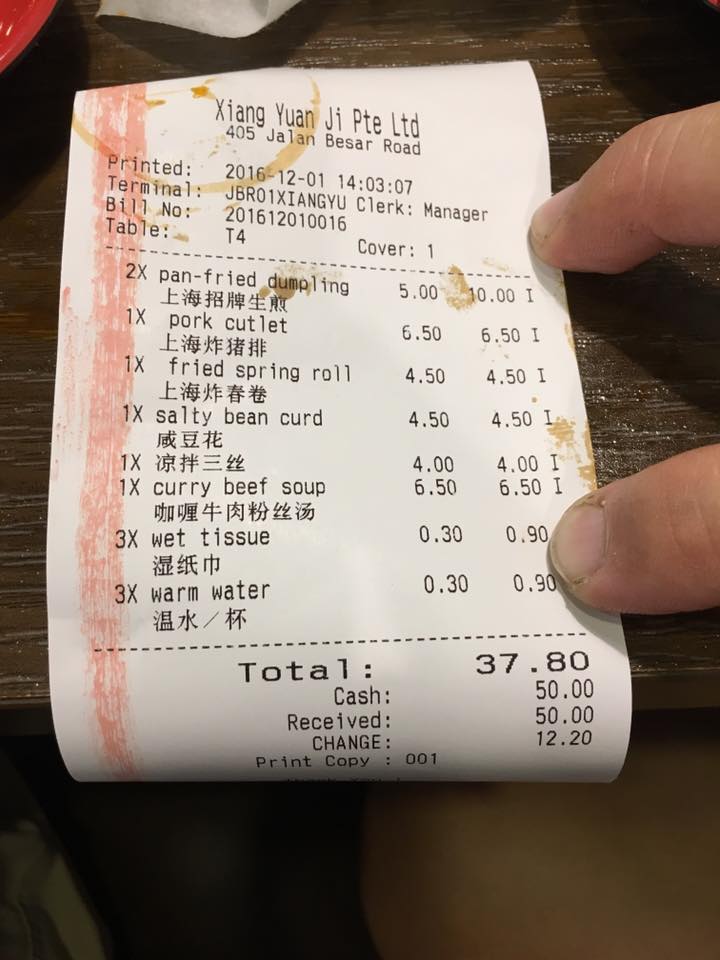 Xiang Yuan Ji Pte Ltd
405 Jalan Besar Road
Printed: 2016-12-01 14:03:07
Terminal: JBR01XIANGYU Clerk: Manager
Bill No: 201612010016
Table: T4 Cover: 1
2X pan-fried dumpling 5.00 10.00 I
上海招牌生煎
1X pork cutlet 6.50 6.50 I
上海炸猪排
1X fried spring roll 4.50 4.50 I
上海炸春卷
1X salty bean curd 4.50 4.50 I
咸豆花
1X 凉拌三丝 4.00 4.00 I
1X curry beef soup 6.50 6.50 I
咖喱牛肉粉丝汤
3X wet tissue 0.30 0.90
湿纸巾
3X warm water 0.30 0.90
温水／杯
Total: 37.80
Cash: 50.00
Received: 50.00
CHANGE: 12.20
Print Copy : 001